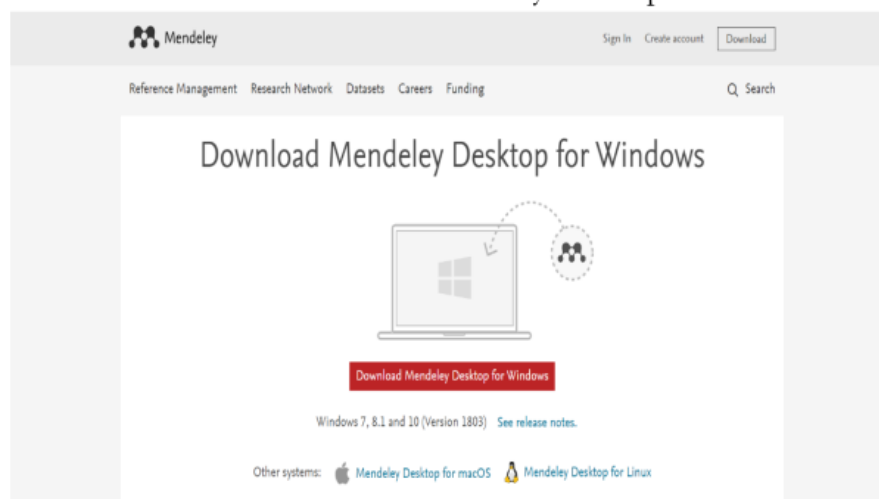 Mendeley
Sign In Create account Download
Reference Management Research Network Datasets Careers Funding Search
Download Mendeley Desktop for Windows
Download Mendeley Desktop for Windows
Windows 7, 8.1 and 10 (Version 1803) See release notes.
Other systems: Mendeley Desktop for macOS Mendeley Desktop for Linux